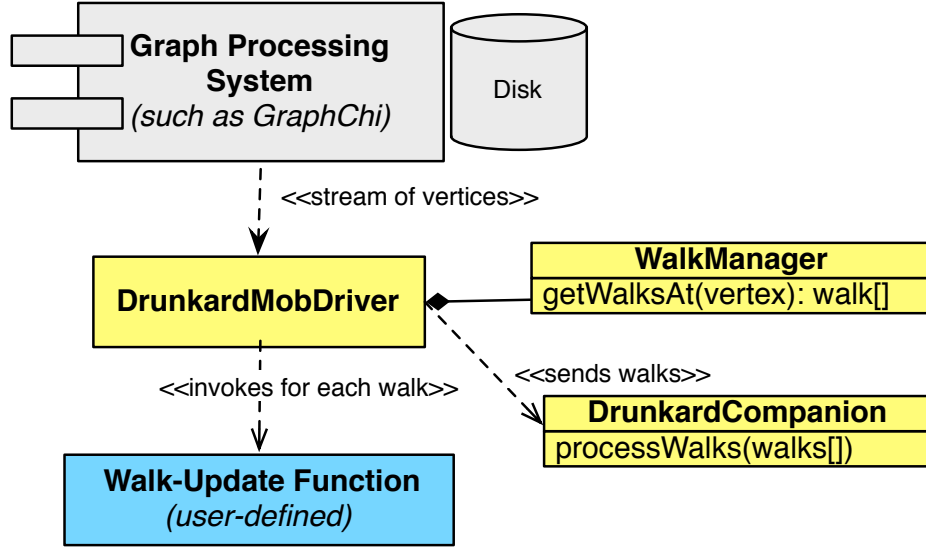 Graph Processing
System
(such as GraphChi)
Disk
<<stream of vertices>>
DrunkardMobDriver
WalkManager
getWalksAt(vertex): walk[]
<<invokes for each walk>>
<<sends walks>>
DrunkardCompanion
processWalks(walks[])
Walk-Update Function
(user-defined)